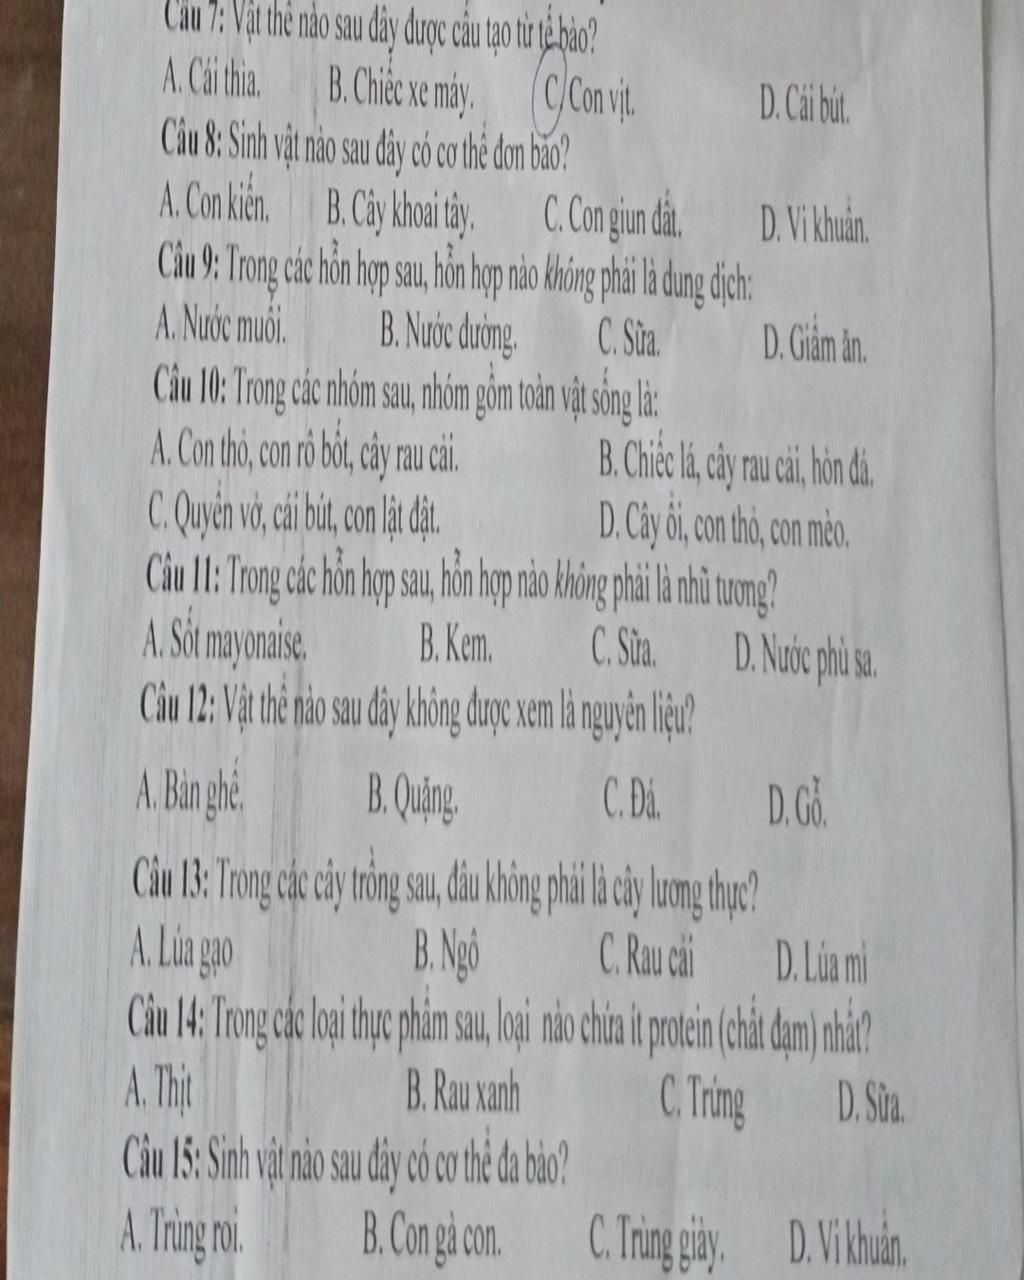 Câu 7: Vật thể nào sau đây được cấu tạo từ tế bào?
A. Cái thìa. B. Chiếc xe máy. C. Con vịt. D. Cái bút.
Câu 8: Sinh vật nào sau đây có cơ thể đơn bào?
A. Con kiến. B. Cây khoai tây. C. Con giun đất. D. Vi khuẩn.
Câu 9: Trong các hỗn hợp sau, hỗn hợp nào không phải là dung dịch:
A. Nước muối. B. Nước đường. C. Sữa. D. Giấm ăn.
Câu 10: Trong các nhóm sau, nhóm gồm toàn vật sống là:
A. Con thỏ, con rô bốt, cây rau cải. B. Chiếc lá, cây rau cải, hòn đá.
C. Quyển vở, cái bút, con lật đật. D. Cây ổi, con thỏ, con mèo.
Câu 11: Trong các hỗn hợp sau, hỗn hợp nào không phải là nhũ tương?
A. Sốt mayonaise. B. Kem. C. Sữa. D. Nước phù sa.
Câu 12: Vật thể nào sau đây không được xem là nguyên liệu?
A. Bàn ghế. B. Quặng. C. Đá. D. Gỗ.
Câu 13: Trong các cây trồng sau, đâu không phải là cây lương thực?
A. Lúa gạo B. Ngô C. Rau cải D. Lúa mì
Câu 14: Trong các loại thực phẩm sau, loại nào chứa ít protein (chất đạm) nhất?
A. Thịt B. Rau xanh C. Trứng D. Sữa.
Câu 15: Sinh vật nào sau đây có cơ thể đa bào?
A. Trùng roi. B. Con gà con. C. Trùng giày. D. Vi khuẩn.